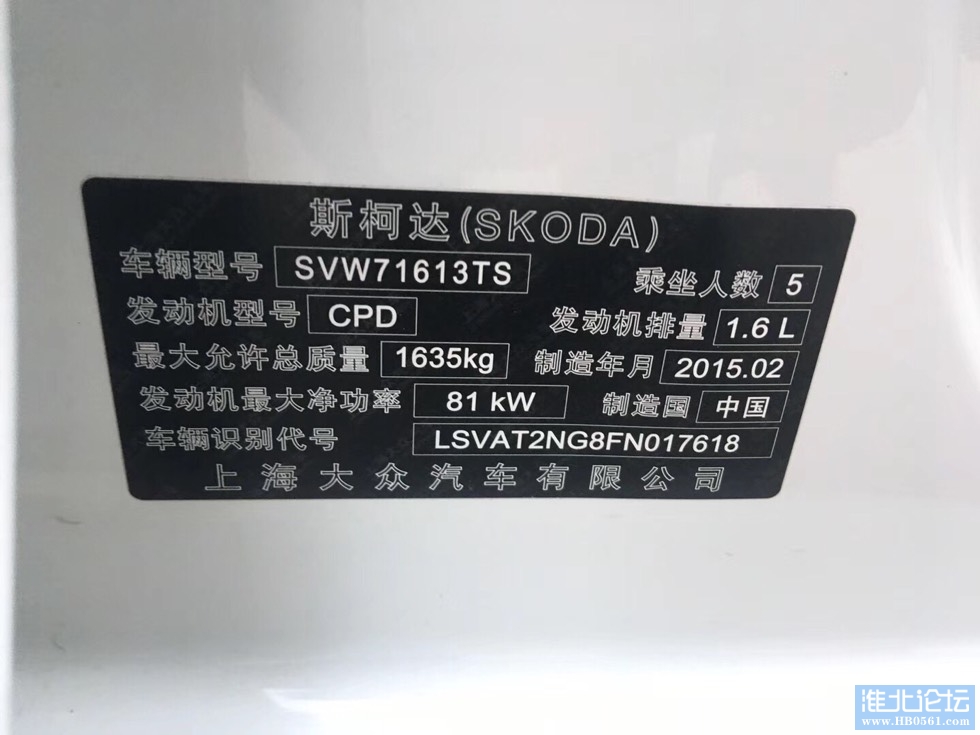 斯柯达(SKODA)
车辆型号 SVW71613TS 乘坐人数 5
发动机型号 CPD 发动机排量 1.6 L
最大允许总质量 1635kg 制造年月 2015.02
发动机最大净功率 81 kW 制造国 中国
车辆识别代号 LSVAT2NG8FN017618
上海大众汽车有限公司
淮北论坛
www.HB0561.com